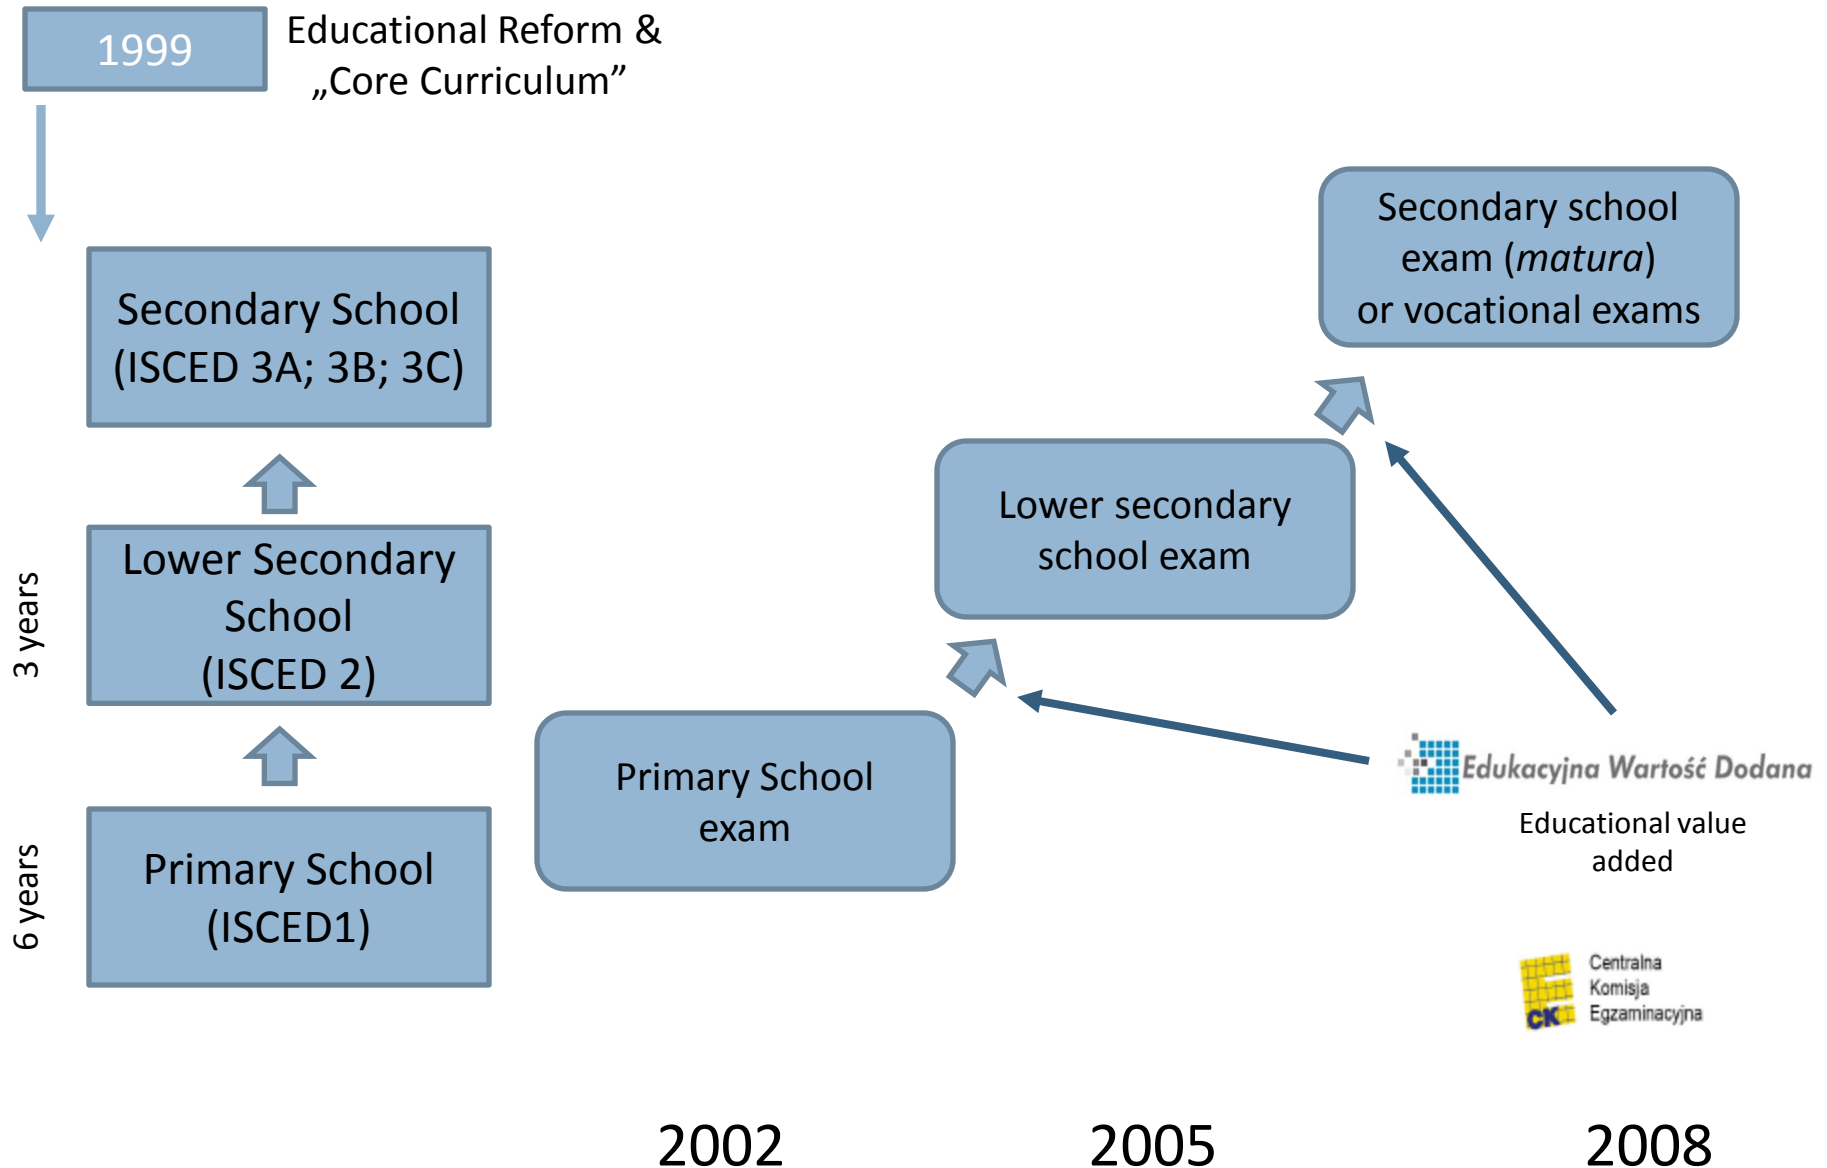 1999
Educational Reform &
„Core Curriculum”
Secondary school
exam (matura)
or vocational exams
Secondary School
(ISCED 3A; 3B; 3C)
Lower secondary
school exam
3 years
Lower Secondary
School
(ISCED 2)
Primary School
exam
Edukacyjna Wartość Dodana
Educational value
added
6 years
Primary School
(ISCED1)
CKE
Centralna
Komisja
Egzaminacyjna
2002
2005
2008